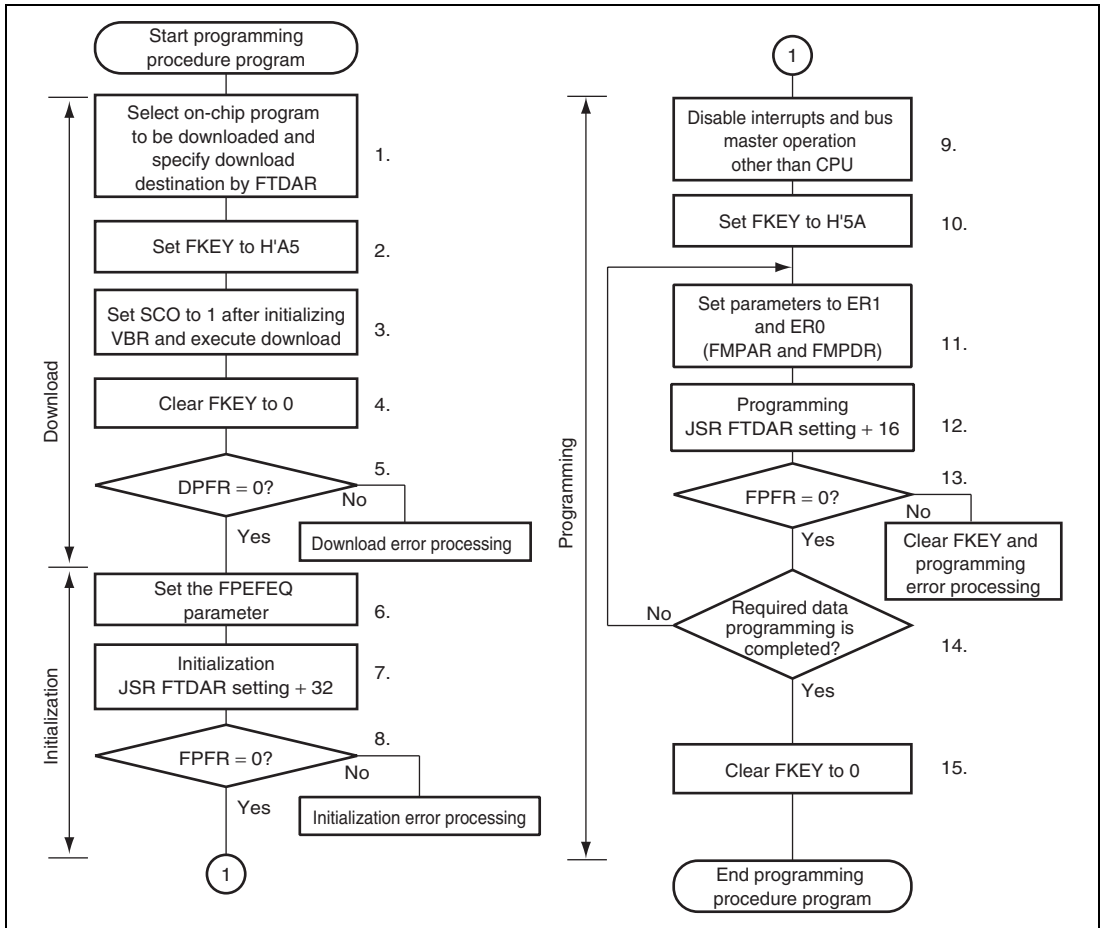 Start programming
procedure program
Download
Select on-chip program
to be downloaded and
specify download
destination by FTDAR
1.
Set FKEY to H'A5
2.
Set SCO to 1 after initializing
VBR and execute download
3.
Clear FKEY to 0
4.
DPFR = 0?
5.
No
Yes
Download error processing
Initialization
Set the FPEFEQ
parameter
6.
Initialization
JSR FTDAR setting + 32
7.
FPFR = 0?
8.
No
Yes
Initialization error processing
1
1
Programming
Disable interrupts and bus
master operation
other than CPU
9.
Set FKEY to H'5A
10.
Set parameters to ER1
and ER0
(FMPAR and FMPDR)
11.
Programming
JSR FTDAR setting + 16
12.
FPFR = 0?
13.
No
Yes
Clear FKEY and
programming
error processing
Required data
programming is
completed?
No
14.
Yes
Clear FKEY to 0
15.
End programming
procedure program